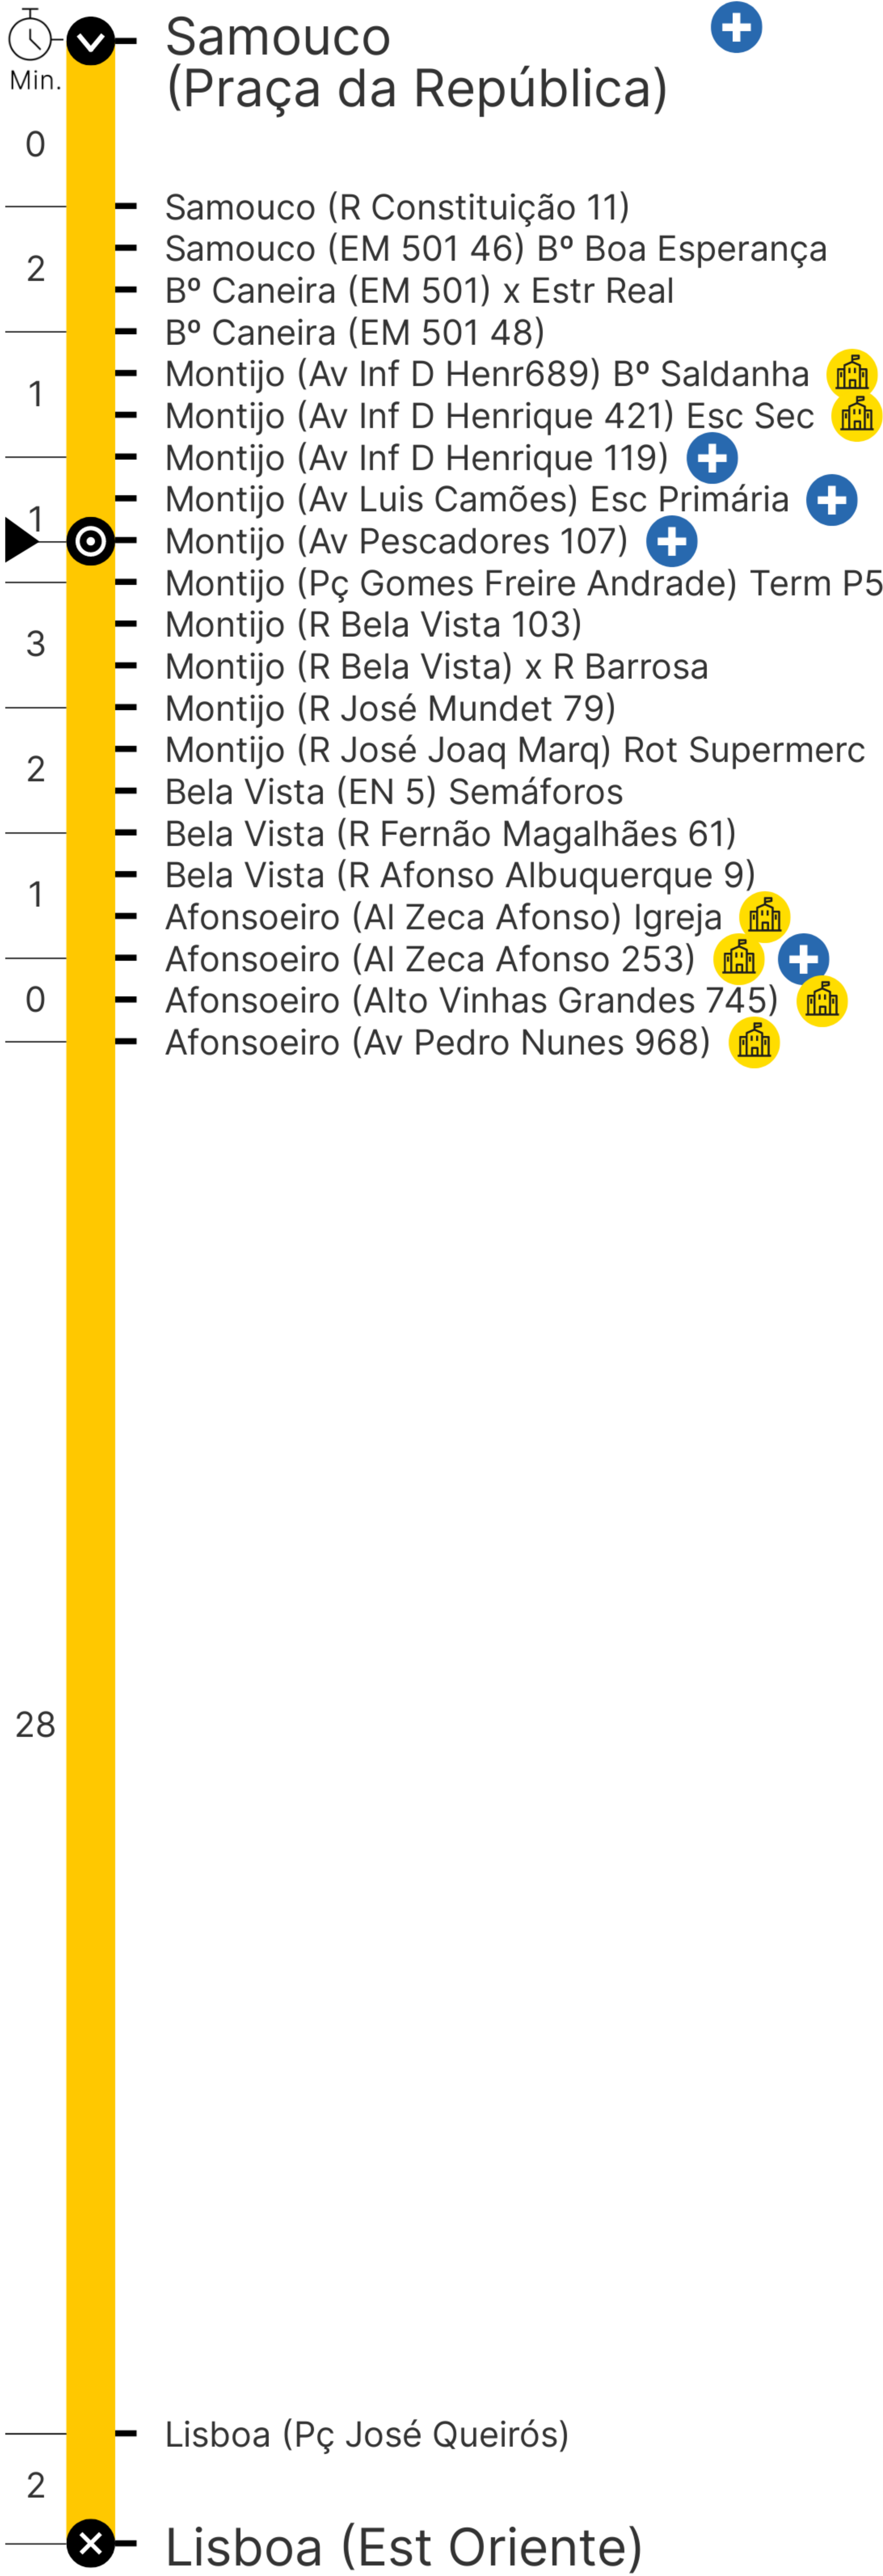 Min.
Samouco
(Praça da República)
0
Samouco (R Constituição 11)
Samouco (EM 501 46) Bº Boa Esperança
2
Bº Caneira (EM 501) x Estr Real
Bº Caneira (EM 501 48)
Montijo (Av Inf D Henr689) Bº Saldanha
1
Montijo (Av Inf D Henrique 421) Esc Sec
Montijo (Av Inf D Henrique 119)
Montijo (Av Luis Camões) Esc Primária
1
Montijo (Av Pescadores 107)
Montijo (Pç Gomes Freire Andrade) Term P5
Montijo (R Bela Vista 103)
3
Montijo (R Bela Vista) x R Barrosa
Montijo (R José Mundet 79)
Montijo (R José Joaq Marq) Rot Supermerc
2
Bela Vista (EN 5) Semáforos
Bela Vista (R Fernão Magalhães 61)
Bela Vista (R Afonso Albuquerque 9)
1
Afonsoeiro (Al Zeca Afonso) Igreja
Afonsoeiro (Al Zeca Afonso 253)
0
Afonsoeiro (Alto Vinhas Grandes 745)
Afonsoeiro (Av Pedro Nunes 968)
28
Lisboa (Pç José Queirós)
2
Lisboa (Est Oriente)